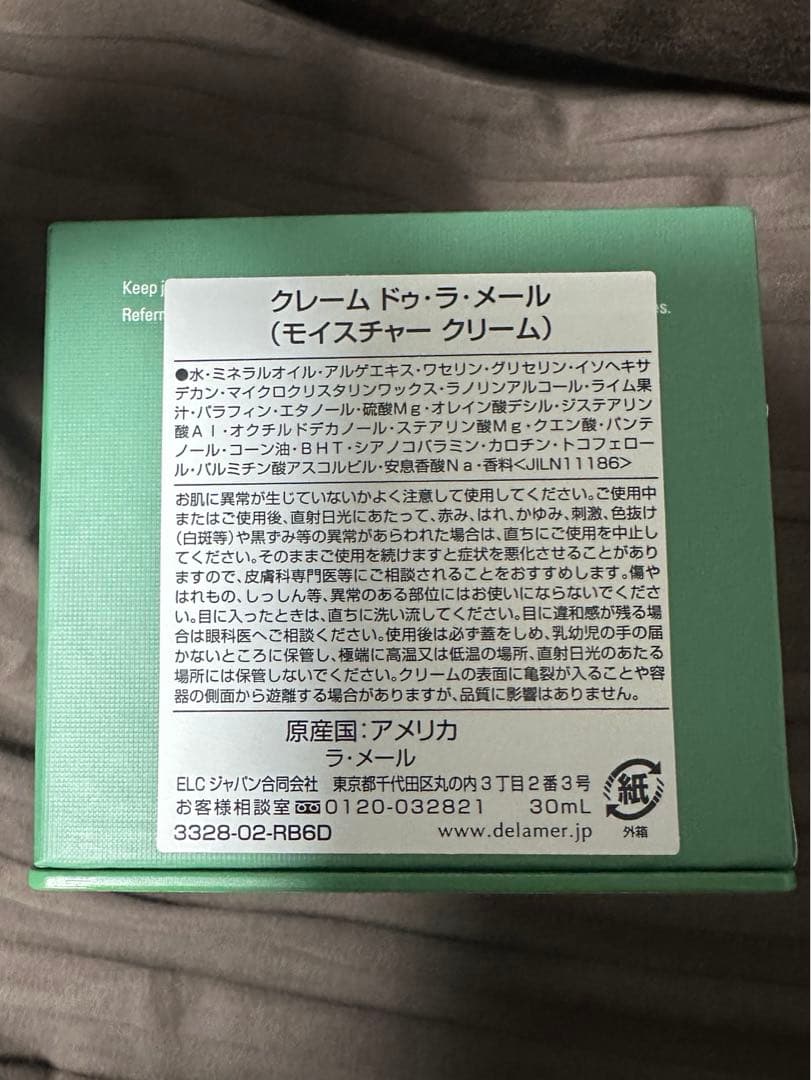 Keep j
Refern
es.
クレーム ドゥ・ラ・メール
（モイスチャー クリーム）
●水・ミネラルオイル・アルゲエキス・ワセリン・グリセリン・イソヘキサ
デカン・マイクロクリスタリンワックス・ラノリンアルコール・ライム果
汁・パラフィン・エタノール・硫酸Mg・オレイン酸デシル・ジステアリン
酸Al・オクチルドデカノール・ステアリン酸Mg・クエン酸・パンテ
ノール・コーン油・BHT・シアノコバラミン・カロチン・トコフェロー
ル・パルミチン酸アスコルビル・安息香酸Na・香料<JILN11186>
お肌に異常が生じていないかよく注意して使用してください。ご使用中
またはご使用後、直射日光にあたって、赤み、はれ、かゆみ、刺激、色抜け
（白斑等）や黒ずみ等の異常があらわれた場合は、直ちにご使用を中止し
てください。そのままご使用を続けますと症状を悪化させることがあり
ますので、皮膚科専門医等にご相談されることをおすすめします。傷や
はれもの、しっしん等、異常のある部位にはお使いにならないでくださ
い。目に入ったときは、直ちに洗い流してください。目に違和感が残る場
合は眼科医へご相談ください。使用後は必ず蓋をしめ、乳幼児の手の届
かないところに保管し、極端に高温又は低温の場所、直射日光のあたる
場所には保管しないでください。クリームの表面に亀裂が入ることや容
器の側面から遊離する場合がありますが、品質に影響はありません。
原産国：アメリカ
ラ・メール
ELC ジャパン合同会社 東京都千代田区丸の内3丁目2番3号
お客様相談室 0120-032821 30mL
3328-02-RB6D www.delamer.jp
紙
外箱